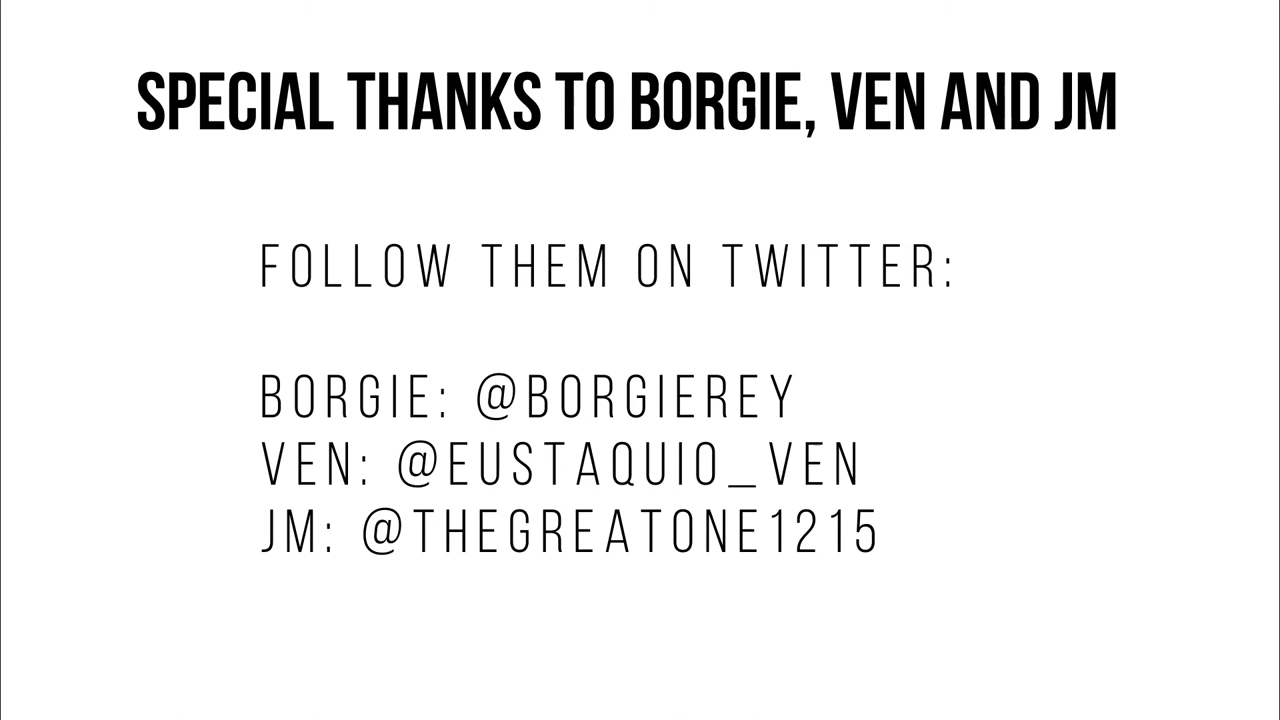 SPECIAL THANKS TO BORGIE, VEN AND JM
FOLLOW THEM ON TWITTER:
BORGIE: @BORGIEREY
VEN: @EUSTAQUIO_VEN
JM: @THEGREATONE1215